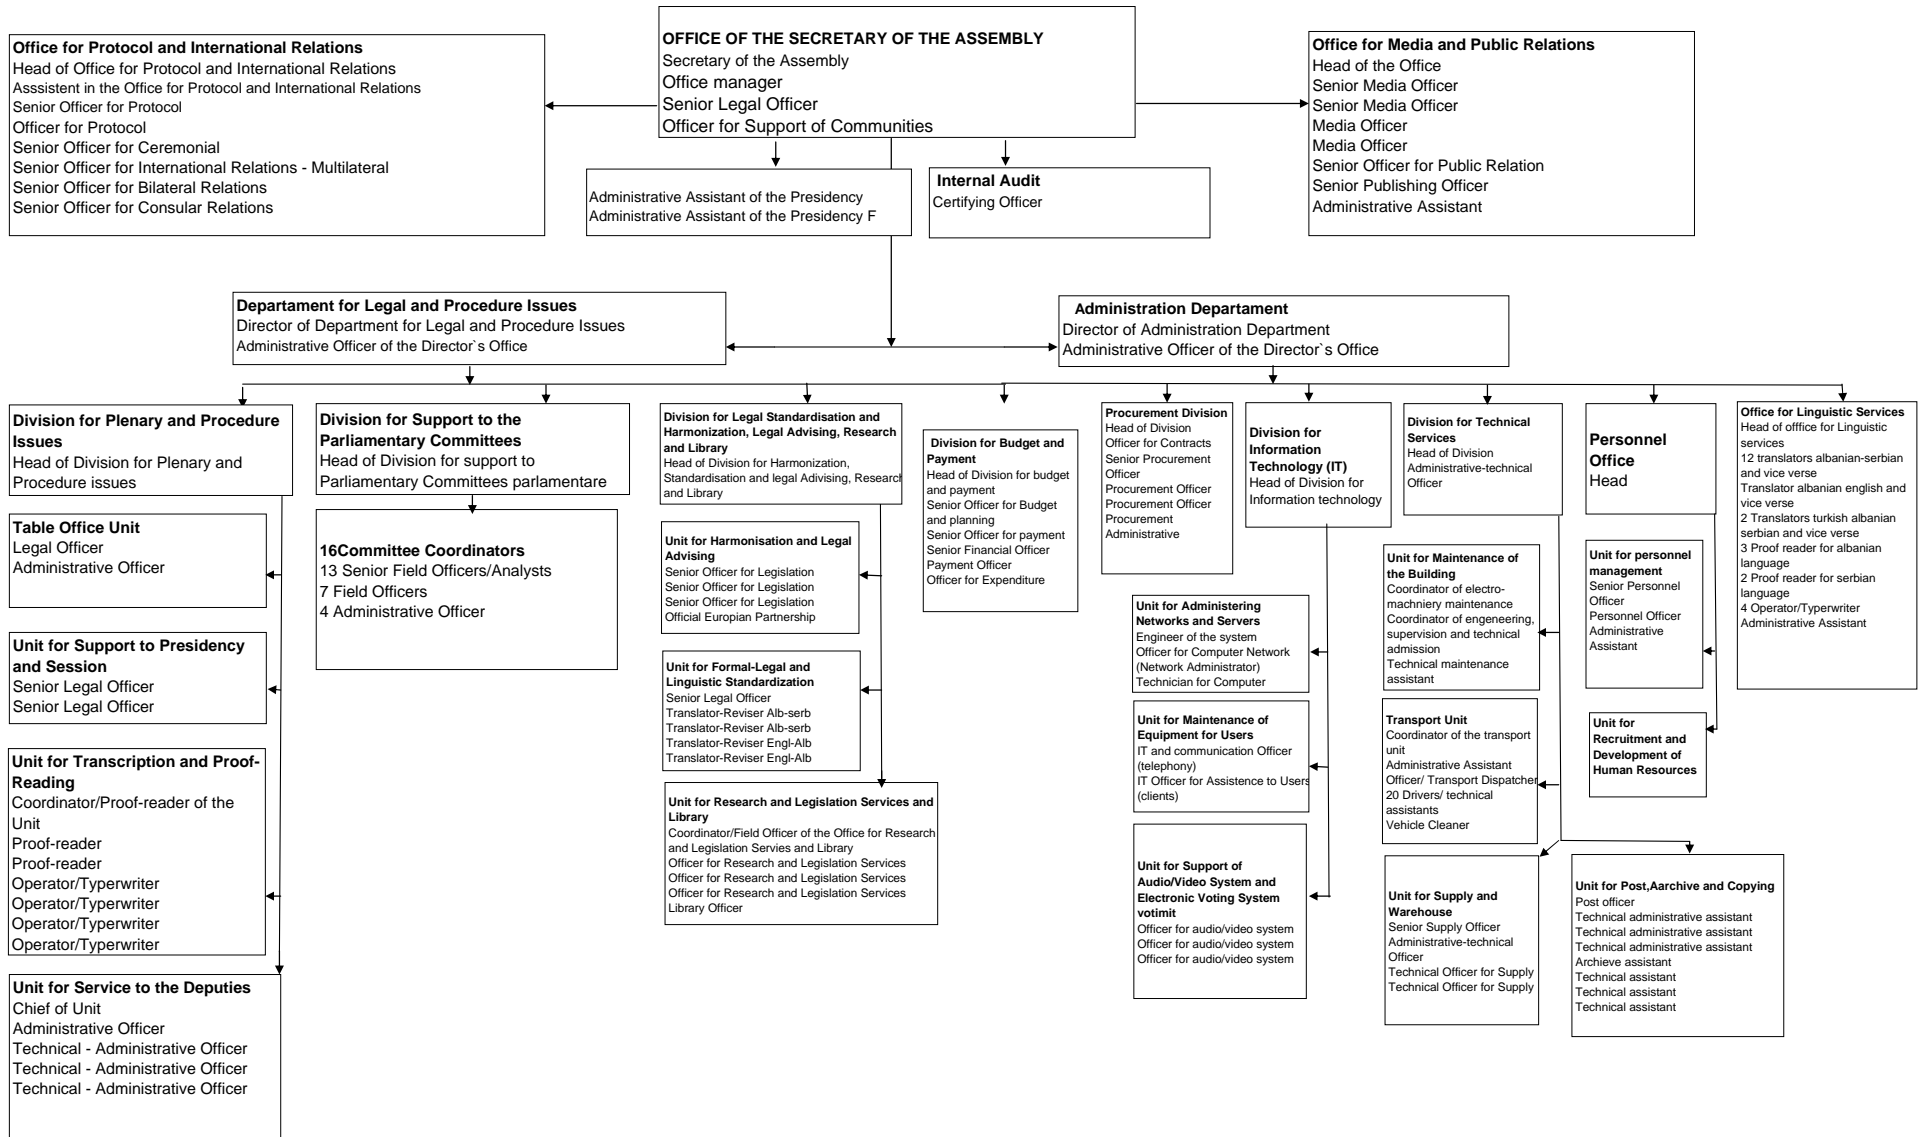 Office for Protocol and International Relations
Head of Office for Protocol and International Relations
Asssistent in the Office for Protocol and International Relations
Senior Officer for Protocol
Officer for Protocol
Senior Officer for Ceremonial
Senior Officer for International Relations - Multilateral
Senior Officer for Bilateral Relations
Senior Officer for Consular Relations
OFFICE OF THE SECRETARY OF THE ASSEMBLY
Secretary of the Assembly
Office manager
Senior Legal Officer
Officer for Support of Communities
Office for Media and Public Relations
Head of the Office
Senior Media Officer
Senior Media Officer
Media Officer
Media Officer
Senior Officer for Public Relation
Senior Publishing Officer
Administrative Assistant
Administrative Assistant of the Presidency
Administrative Assistant of the Presidency F
Internal Audit
Certifying Officer
Departament for Legal and Procedure Issues
Director of Department for Legal and Procedure Issues
Administrative Officer of the Director`s Office
Administration Departament
Director of Administration Department
Administrative Officer of the Director`s Office
Division for Plenary and Procedure
Issues
Head of Division for Plenary and
Procedure issues
Table Office Unit
Legal Officer
Administrative Officer
Unit for Support to Presidency
and Session
Senior Legal Officer
Senior Legal Officer
Unit for Transcription and Proof-
Reading
Coordinator/Proof-reader of the
Unit
Proof-reader
Proof-reader
Operator/Typerwriter
Operator/Typerwriter
Operator/Typerwriter
Operator/Typerwriter
Unit for Service to the Deputies
Chief of Unit
Administrative Officer
Technical - Administrative Officer
Technical - Administrative Officer
Technical - Administrative Officer
Division for Support to the
Parliamentary Committees
Head of Division for support to
Parliamentary Committees parlamentare
16Committee Coordinators
13 Senior Field Officers/Analysts
7 Field Officers
4 Administrative Officer
Division for Legal Standardisation and
Harmonization, Legal Advising, Research
and Library
Head of Division for Harmonization,
Standardisation and legal Advising, Research
and Library
Unit for Harmonisation and Legal
Advising
Senior Officer for Legislation
Senior Officer for Legislation
Senior Officer for Legislation
Official Europian Partnership
Unit for Formal-Legal and
Linguistic Standardization
Senior Legal Officer
Translator-Reviser Alb-serb
Translator-Reviser Alb-serb
Translator-Reviser Engl-Alb
Translator-Reviser Engl-Alb
Unit for Research and Legislation Services and
Library
Coordinator/Field Officer of the Office for Research
and Legislation Servies and Library
Officer for Research and Legislation Services
Officer for Research and Legislation Services
Officer for Research and Legislation Services
Library Officer
Division for Budget and
Payment
Head of Division for budget
and payment
Senior Officer for Budget
and planning
Senior Officer for payment
Senior Financial Officer
Payment Officer
Officer for Expenditure
Procurement Division
Head of Division
Officer for Contracts
Senior Procurement
Officer
Procurement Officer
Procurement Officer
Procurement
Administrative
Division for
Information
Technology (IT)
Head of Division for
Information technology
Unit for Administering
Networks and Servers
Engineer of the system
Officer for Computer Network
(Network Administrator)
Technician for Computer
Unit for Maintenance of
Equipment for Users
IT and communication Officer
(telephony)
IT Officer for Assistence to Users
(clients)
Unit for Support of
Audio/Video System and
Electronic Voting System
votimit
Officer for audio/video system
Officer for audio/video system
Officer for audio/video system
Division for Technical
Services
Head of Division
Administrative-technical
Officer
Unit for Maintenance of
the Building
Coordinator of electro-
machniery maintenance
Coordinator of engeneering,
supervision and technical
admission
Technical maintenance
assistant
Transport Unit
Coordinator of the transport
unit
Administrative Assistant
Officer/ Transport Dispatcher
20 Drivers/ technical
assistants
Vehicle Cleaner
Unit for Supply and
Warehouse
Senior Supply Officer
Administrative-technical
Officer
Technical Officer for Supply
Technical Officer for Supply
Unit for Post,Aarchive and Copying
Post officer
Technical administrative assistant
Technical administrative assistant
Technical administrative assistant
Archieve assistant
Technical assistant
Technical assistant
Technical assistant
Personnel
Office
Head
Unit for personnel
management
Senior Personnel
Officer
Personnel Officer
Administrative
Assistant
Unit for
Recruitment and
Development of
Human Resources
Office for Linguistic Services
Head of office for Linguistic
services
12 translators albanian-serbian
and vice verse
Translator albanian english and
vice verse
2 Translators turkish albanian
serbian and vice verse
3 Proof reader for albanian
language
2 Proof reader for serbian
language
4 Operator/Typerwriter
Administrative Assistant